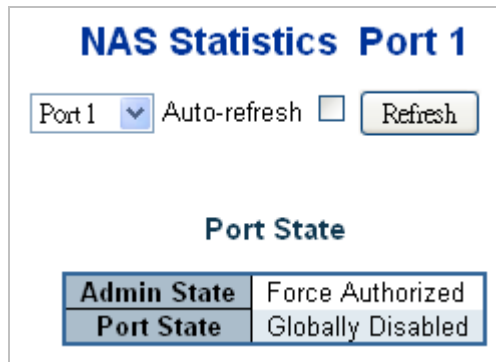 NAS Statistics Port 1
Port 1 Auto-refresh Refresh
Port State
Admin State Force Authorized
Port State Globally Disabled